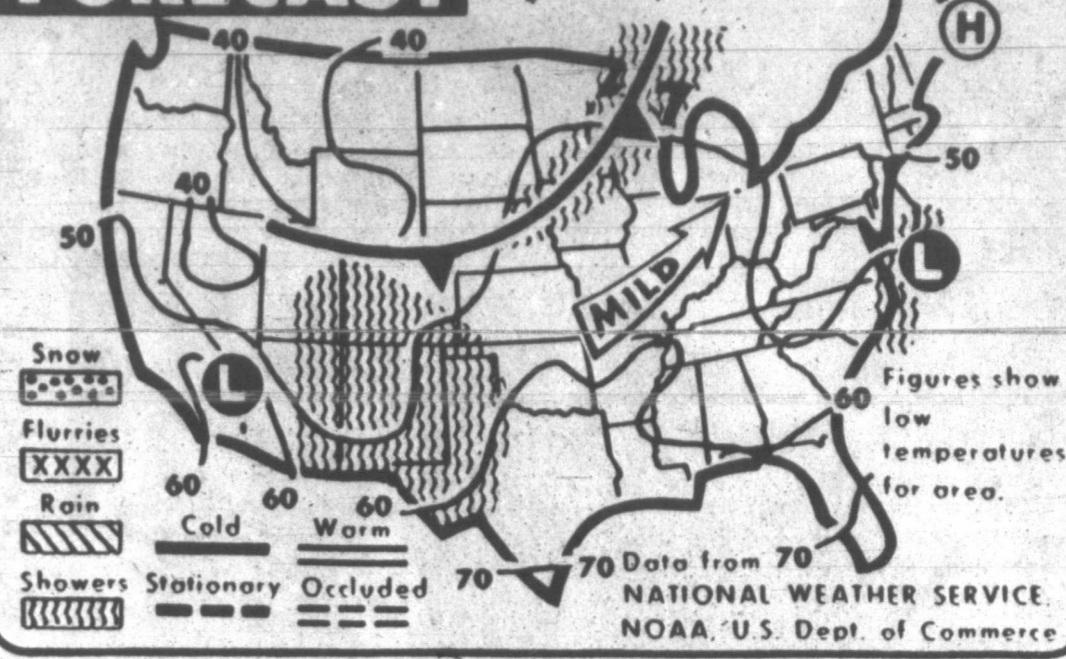 FORECAST
40 40
H
50
40
50
L
MILD
Snow
L
Figures show
60
low
Flurries
temperatures
XXXX
for area.
60 60 60
Rain
Cold Warm
70 70 Data from 70
Showers Stationary Occluded
NATIONAL WEATHER SERVICE.
NOAA, U.S. Dept. of Commerce